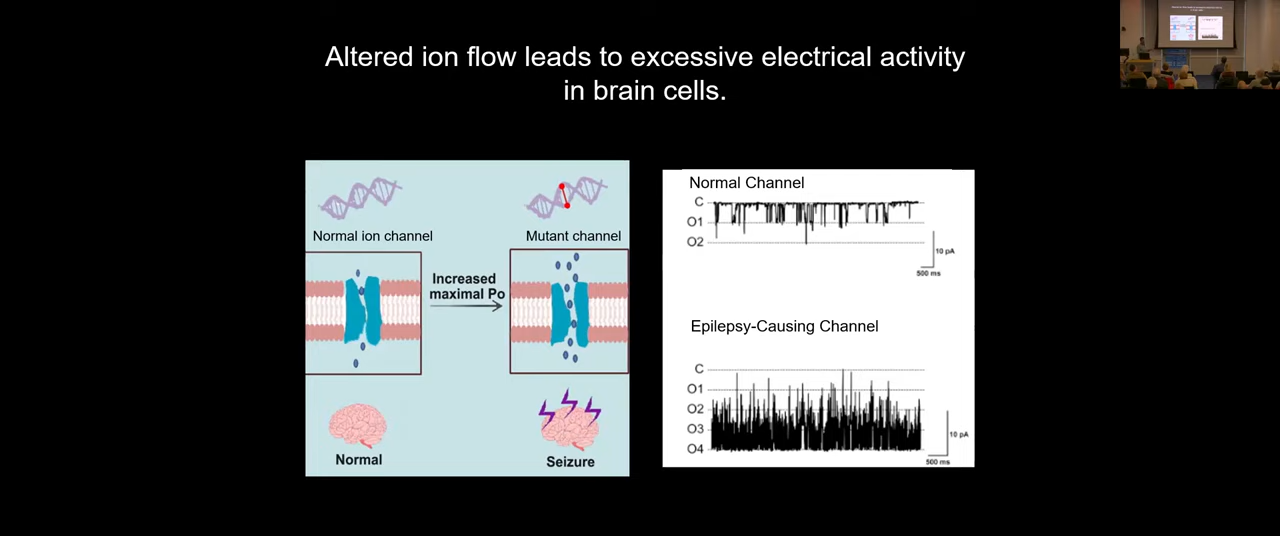 Altered ion flow leads to excessive electrical activity
in brain cells.
Normal ion channel
Mutant channel
Increased
maximal Po
Normal
Seizure
Normal Channel
C
O1
O2
10 pA
500 ms
Epilepsy-Causing Channel
C
O1
O2
O3
O4
10 pA
500 ms